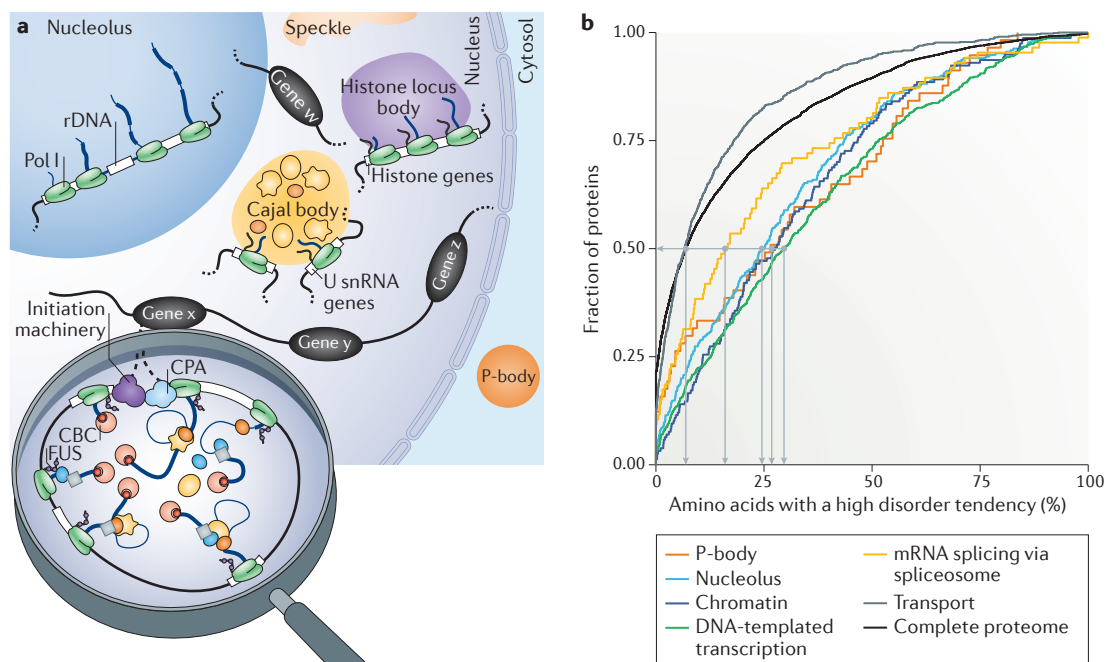 a
Nucleolus
Speckle
Nucleus
Cytosol
Gene w
Histone locus
body
rDNA
Pol I
Histone genes
Cajal body
Gene z
U snRNA
genes
Initiation
machinery
Gene x
Gene y
CPA
P-body
CBC
FUS
b
1.00
0.75
0.50
0.25
0.00
Fraction of proteins
0
25
50
75
100
Amino acids with a high disorder tendency (%)
P-body
Nucleolus
Chromatin
DNA-templated
transcription
mRNA splicing via
spliceosome
Transport
Complete proteome